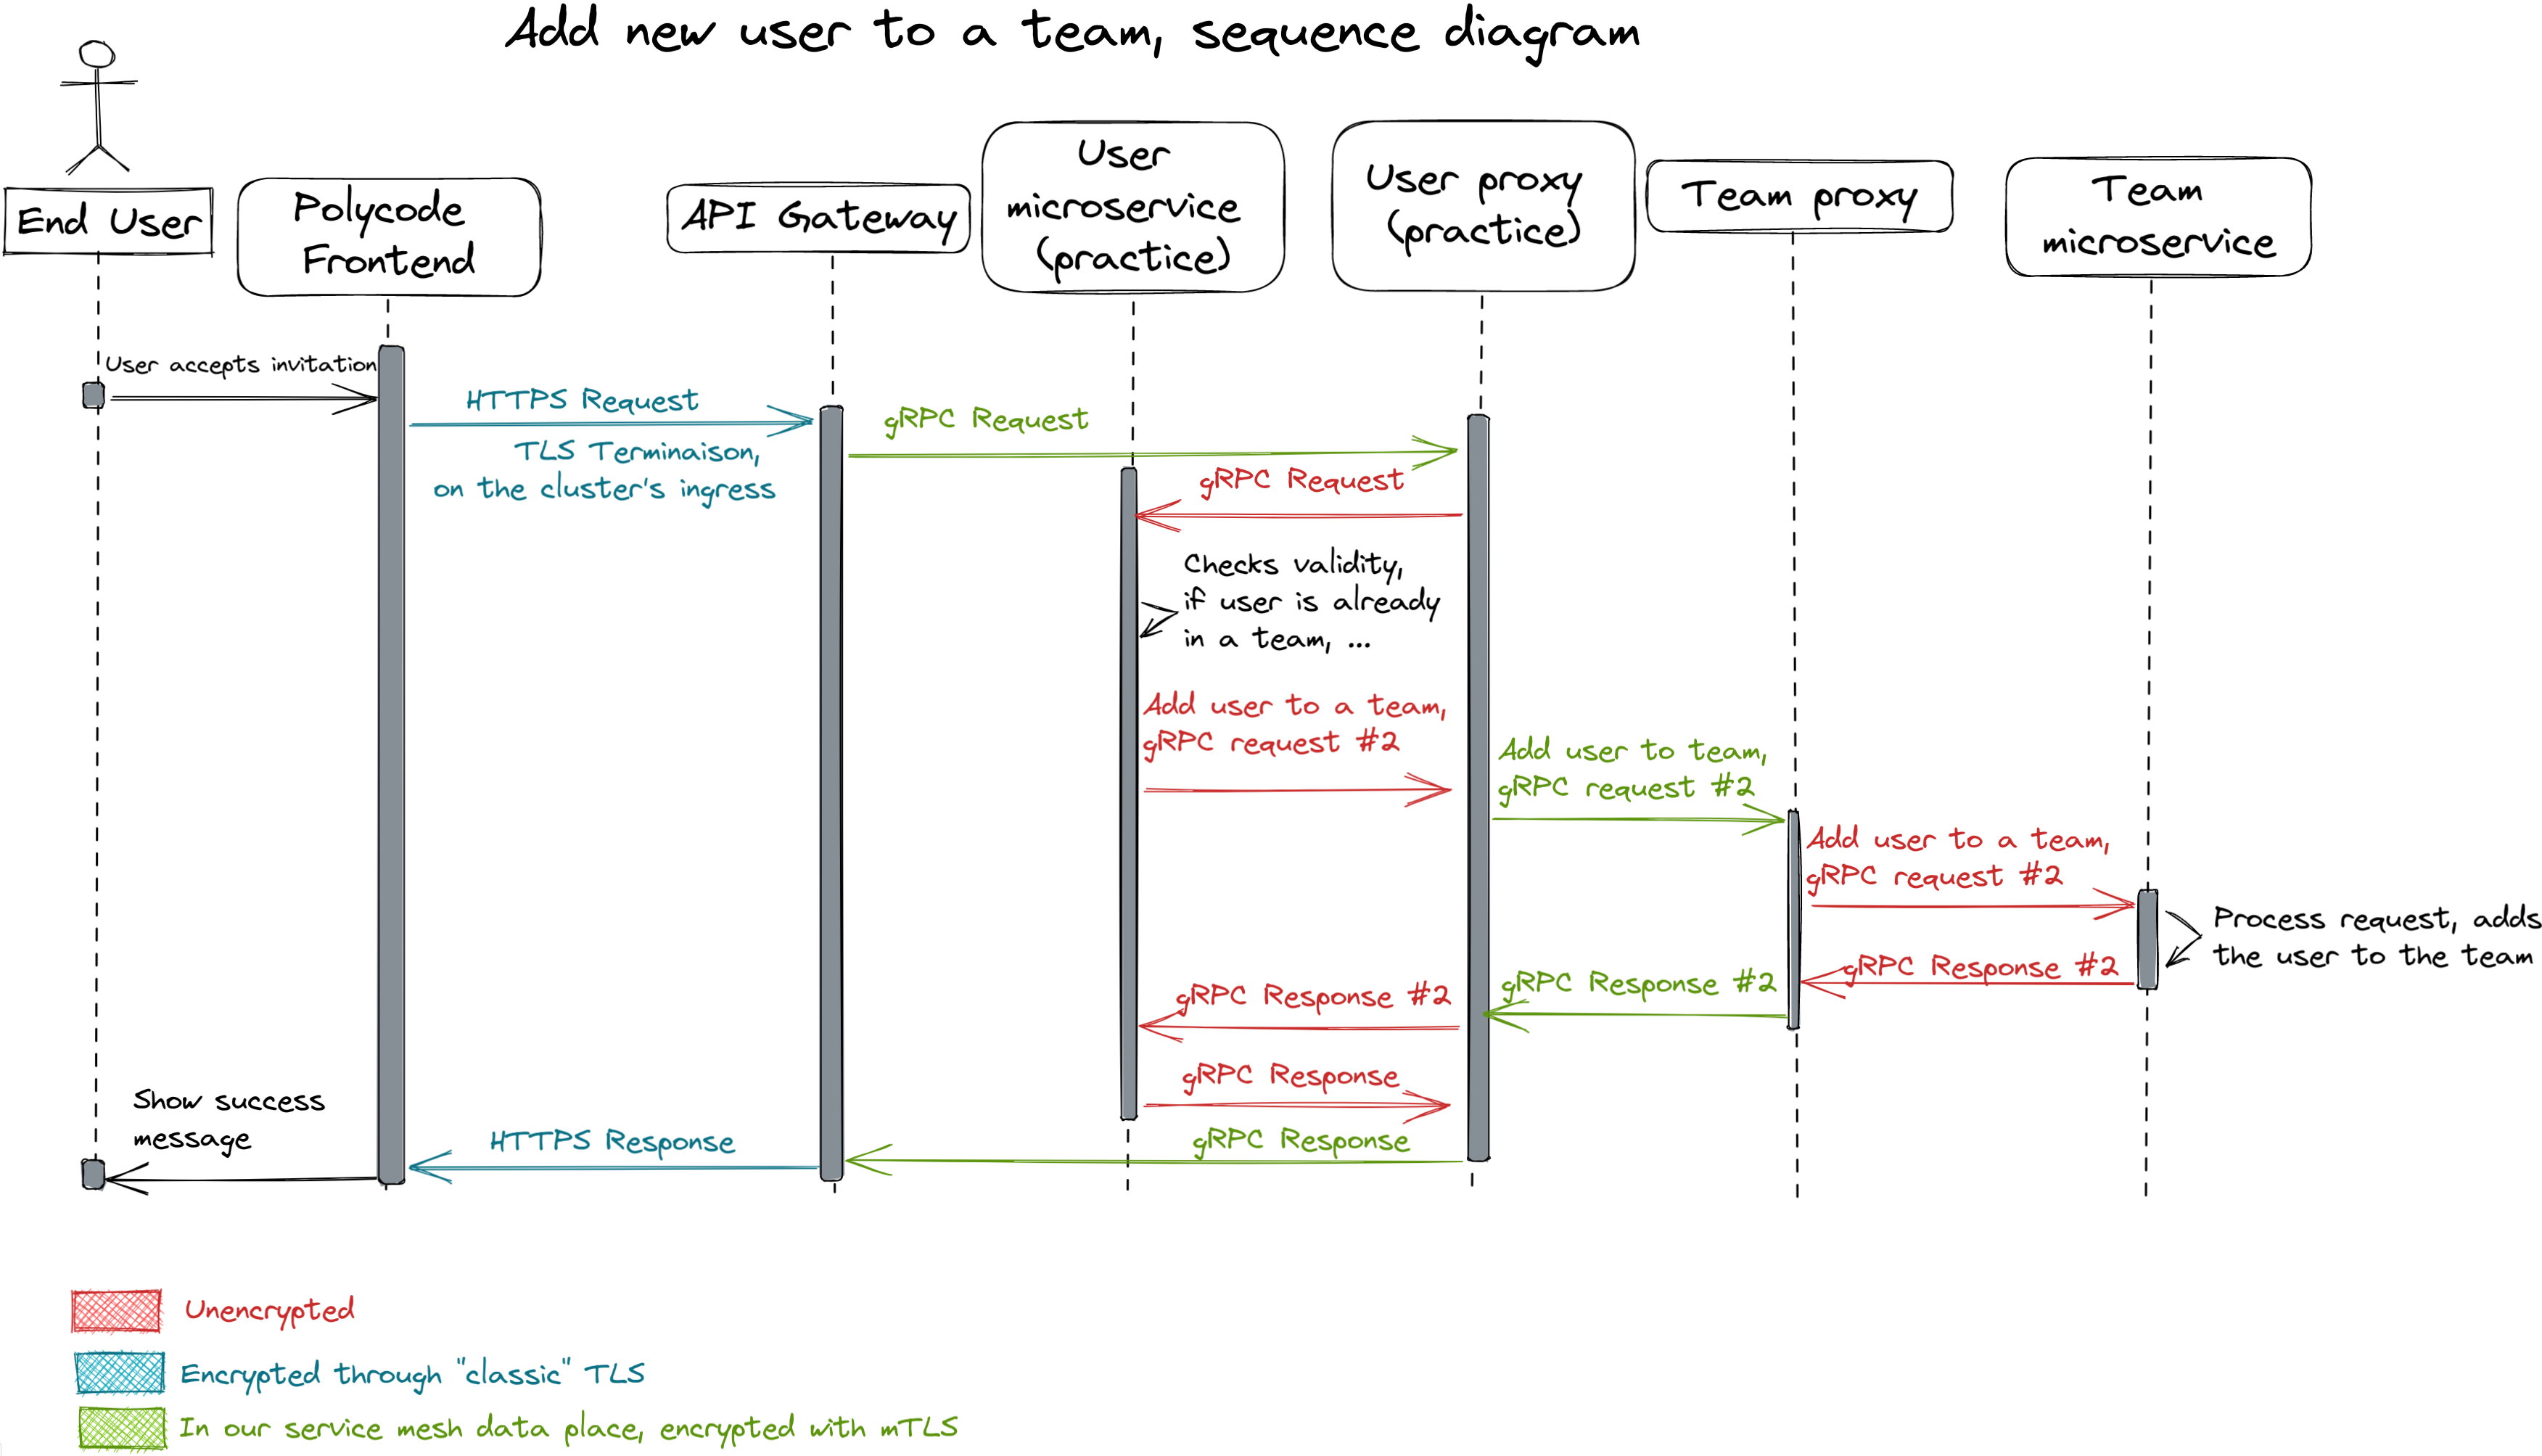 Add new user to a team, sequence diagram
End User
Polycode
Frontend
API Gateway
User
microservice
(practice)
User proxy
(practice)
Team proxy
Team
microservice
User accepts invitation
HTTPS Request
TLS Terminaison,
on the cluster's ingress
gRPC Request
gRPC Request
Checks validity,
if user is already
in a team, ...
Add user to a team,
gRPC request #2
Add user to team,
gRPC request #2
Add user to a team,
gRPC request #2
Process request, adds
the user to the team
gRPC Response #2
gRPC Response #2
gRPC Response #2
gRPC Response
gRPC Response
HTTPS Response
Show success
message
Unencrypted
Encrypted through "classic" TLS
In our service mesh data place, encrypted with mTLS